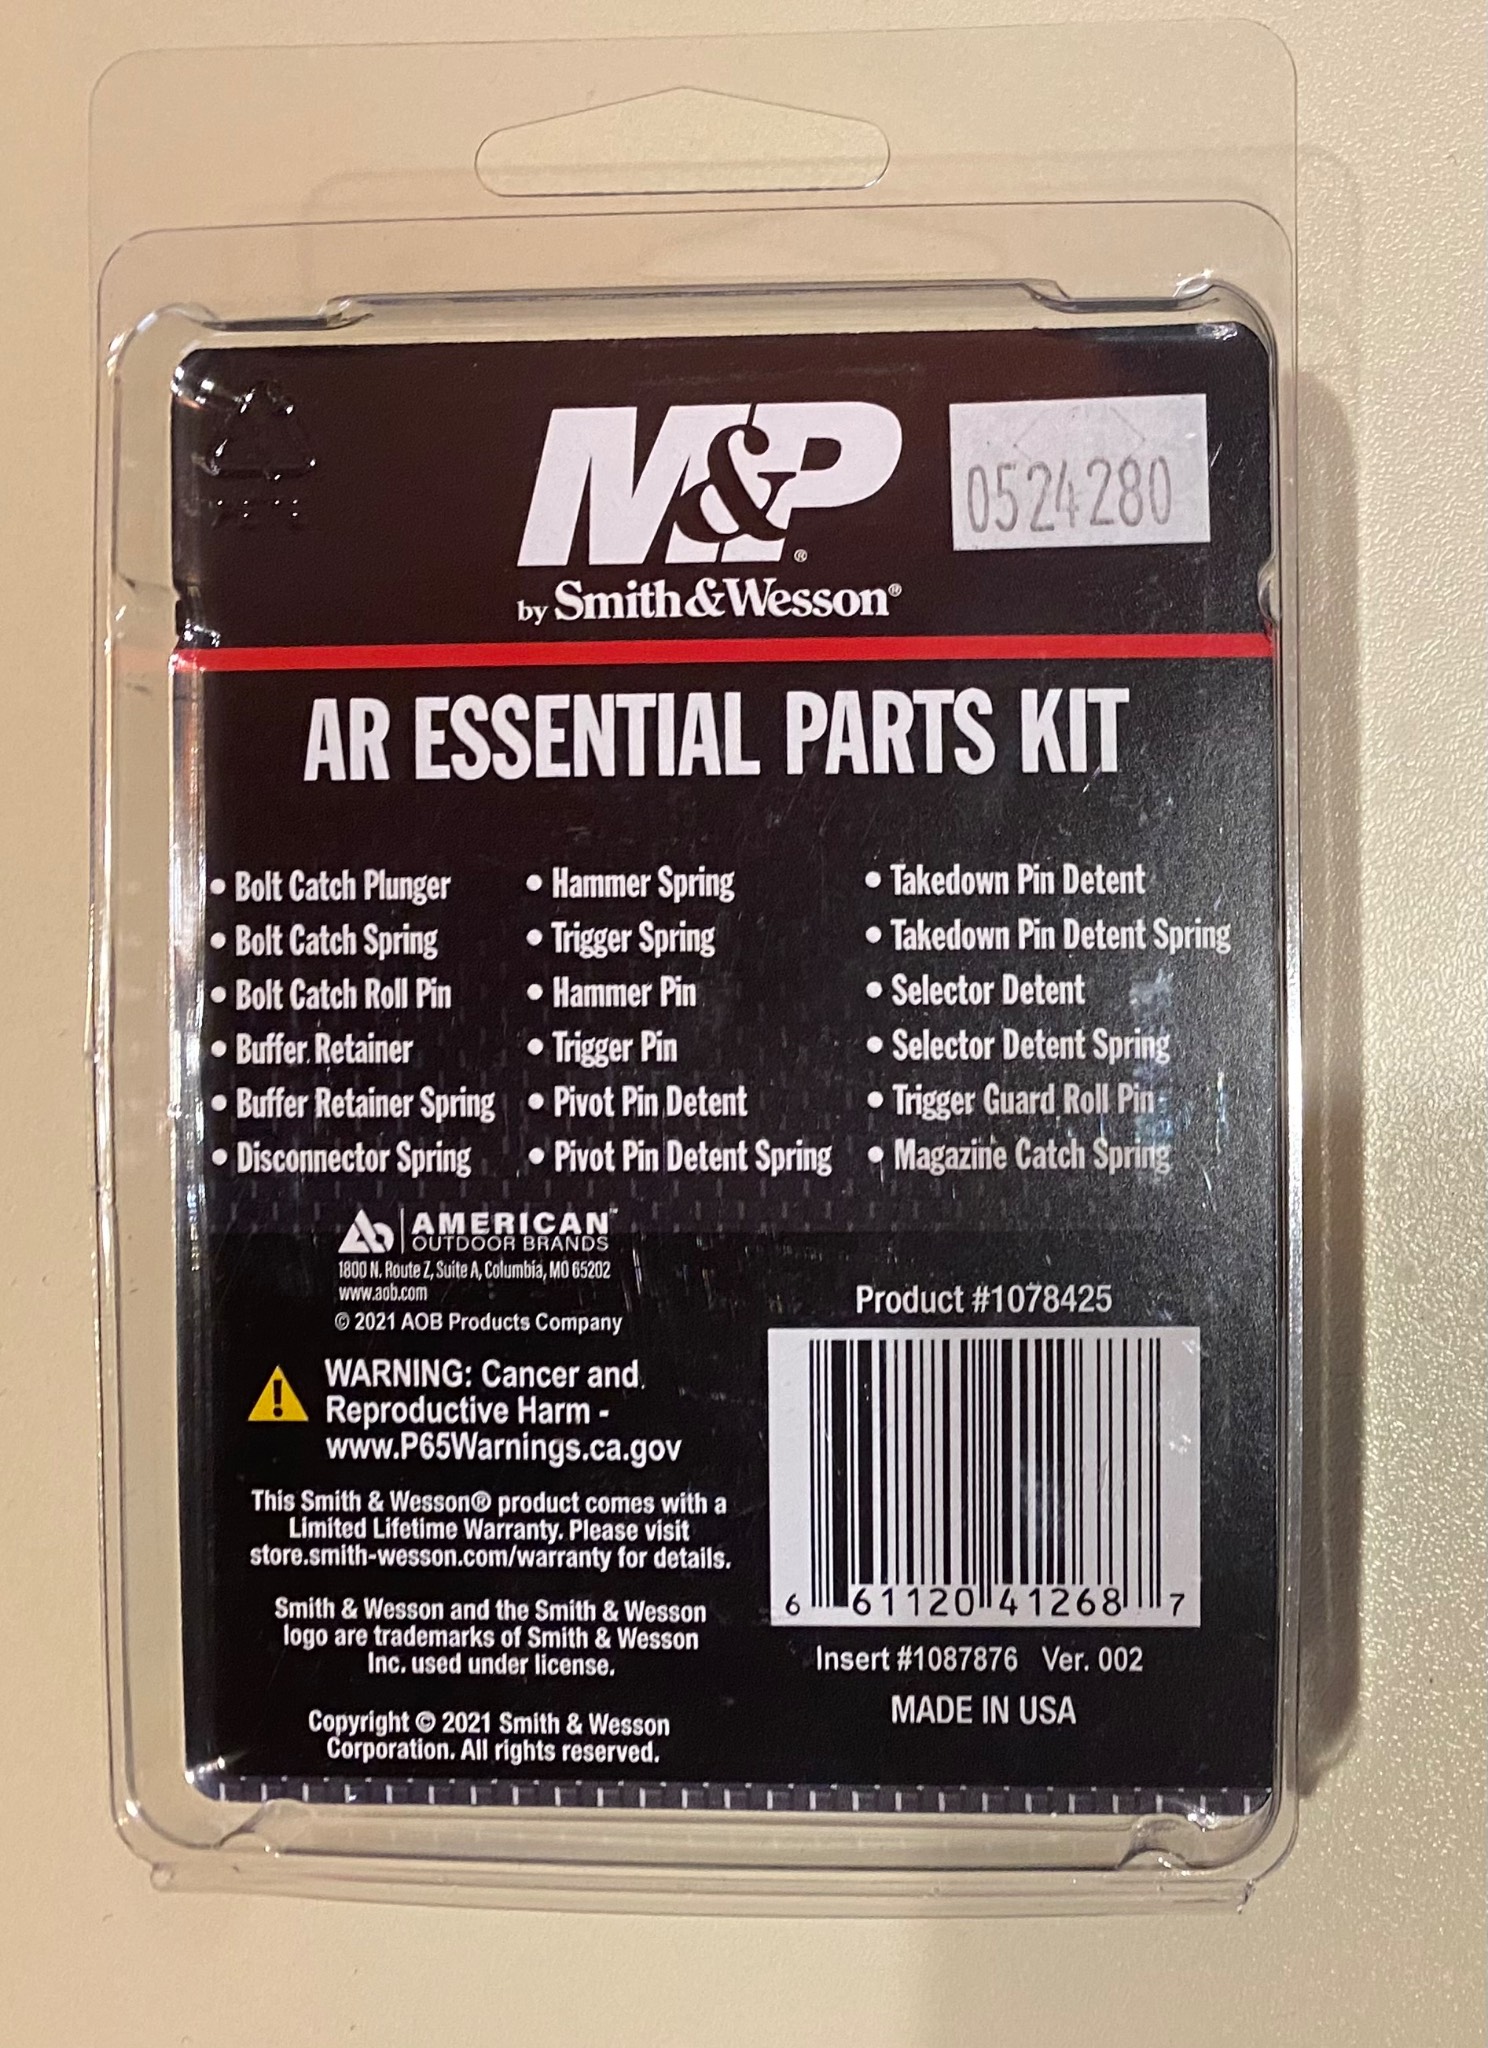 M&P®
by Smith&Wesson®
0524280
AR ESSENTIAL PARTS KIT
• Bolt Catch Plunger
• Bolt Catch Spring
• Bolt Catch Roll Pin
• Buffer Retainer
• Buffer Retainer Spring
• Disconnector Spring
• Hammer Spring
• Trigger Spring
• Hammer Pin
• Trigger Pin
• Pivot Pin Detent
• Pivot Pin Detent Spring
• Takedown Pin Detent
• Takedown Pin Detent Spring
• Selector Detent
• Selector Detent Spring
• Trigger Guard Roll Pin
• Magazine Catch Spring
AMERICAN™
OUTDOOR BRANDS
1800 N. Route Z, Suite A, Columbia, MO 65202
www.aob.com
© 2021 AOB Products Company
WARNING: Cancer and
Reproductive Harm -
www.P65Warnings.ca.gov
This Smith & Wesson® product comes with a
Limited Lifetime Warranty. Please visit
store.smith-wesson.com/warranty for details.
Smith & Wesson and the Smith & Wesson
logo are trademarks of Smith & Wesson
Inc. used under license.
Copyright © 2021 Smith & Wesson
Corporation. All rights reserved.
Product #1078425
6 61120 41268 7
Insert #1087876 Ver. 002
MADE IN USA